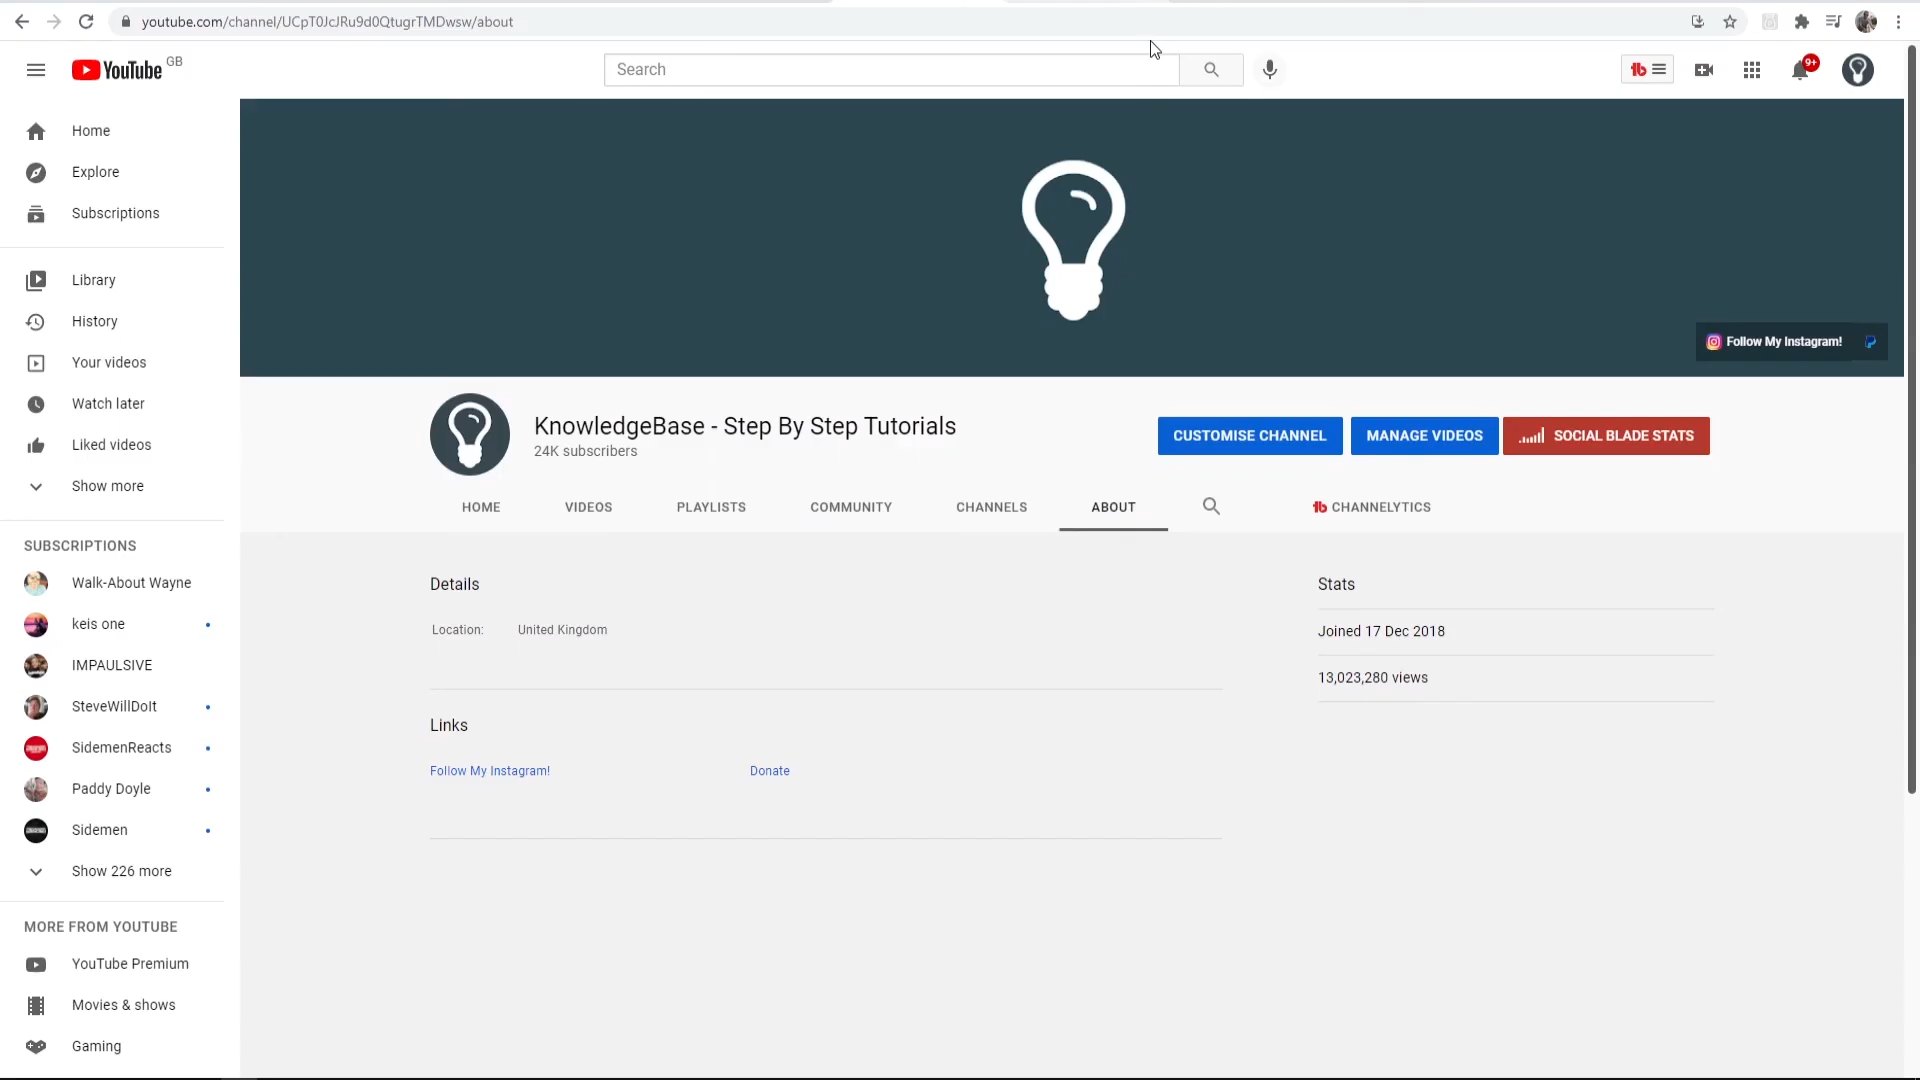 youtube.com/channel/UCpT0JcJRu9d0QtugrTMDwsw/about
YouTube GB
Search
9+
Home
Explore
Subscriptions
Library
History
Your videos
Watch later
Liked videos
Show more
SUBSCRIPTIONS
Walk-About Wayne
keis one
IMPAULSIVE
SteveWillDoIt
SidemenReacts
Paddy Doyle
Sidemen
Show 226 more
MORE FROM YOUTUBE
YouTube Premium
Movies & shows
Gaming
Follow My Instagram!
KnowledgeBase - Step By Step Tutorials
24K subscribers
CUSTOMISE CHANNEL
MANAGE VIDEOS
SOCIAL BLADE STATS
HOME
VIDEOS
PLAYLISTS
COMMUNITY
CHANNELS
ABOUT
CHANNELYTICS
Details
Location: United Kingdom
Links
Follow My Instagram!
Donate
Stats
Joined 17 Dec 2018
13,023,280 views